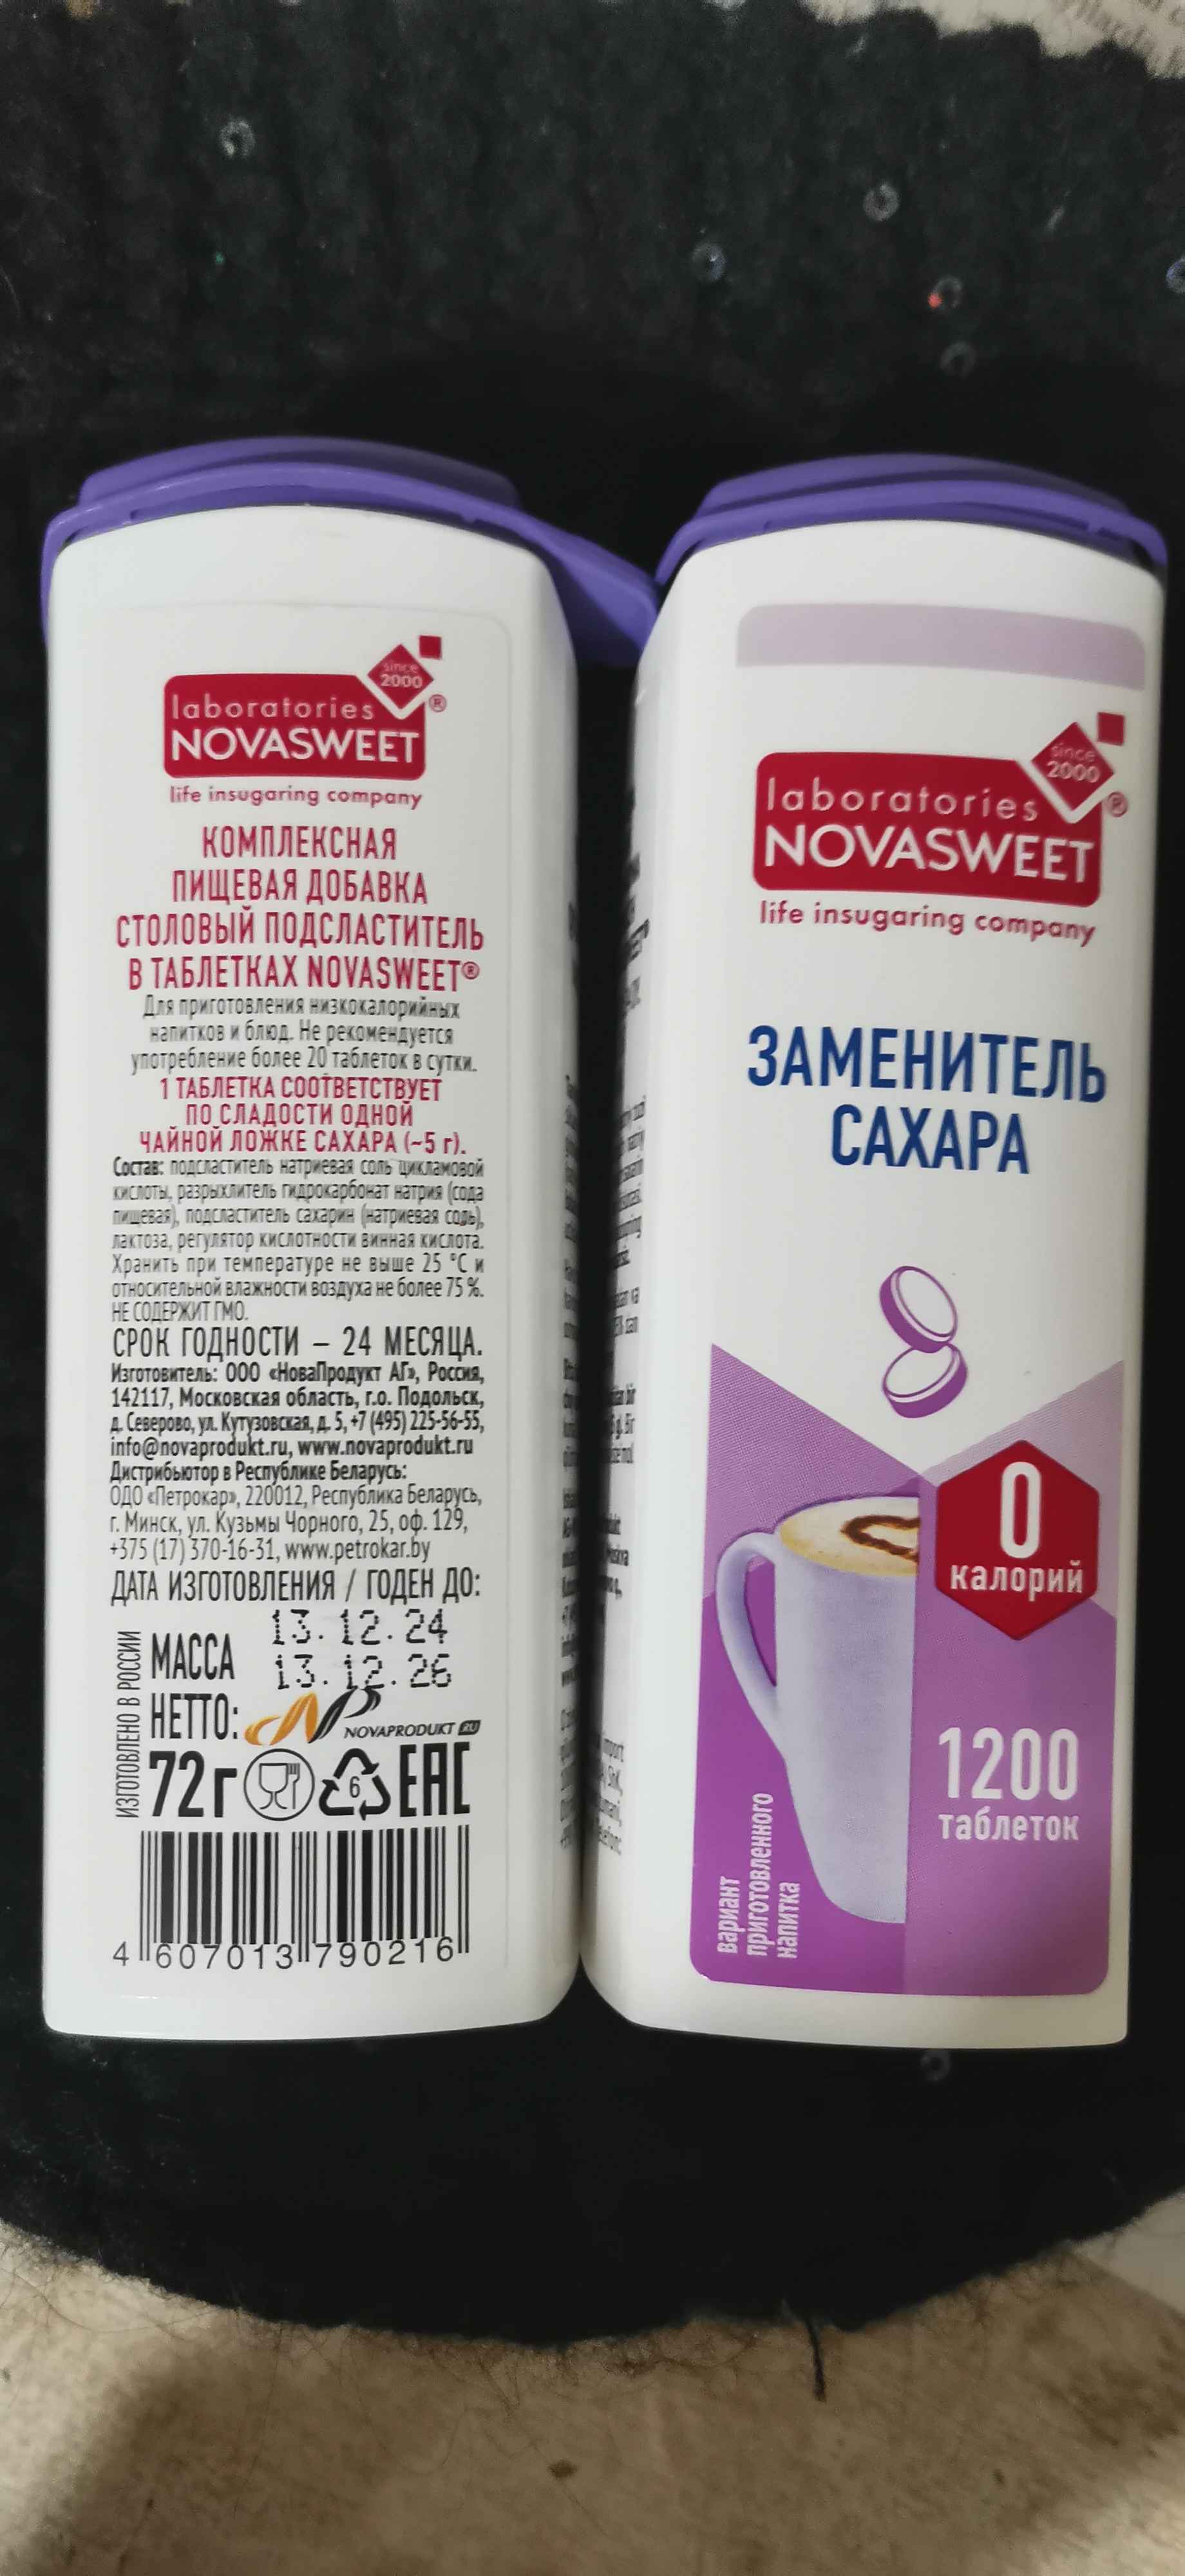 since
2000
laboratories
NOVASWEET®
life insugaring company
КОМПЛЕКСНАЯ
ПИЩЕВАЯ ДОБАВКА
СТОЛОВЫЙ ПОДСЛАСТИТЕЛЬ
В ТАБЛЕТКАХ NOVASWEET®
Для приготовления низкокалорийных
напитков и блюд. Не рекомендуется
употребление более 20 таблеток в сутки.
1 ТАБЛЕТКА СООТВЕТСТВУЕТ
ПО СЛАДОСТИ ОДНОЙ
ЧАЙНОЙ ЛОЖКЕ САХАРА (~5 г).
Состав: подсластитель натриевая соль цикламовой
кислоты, разрыхлитель гидрокарбонат натрия (сода
пищевая), подсластитель сахарин (натриевая соль),
лактоза, регулятор кислотности винная кислота.
Хранить при температуре не выше 25 °С и
относительной влажности воздуха не более 75 %.
НЕ СОДЕРЖИТ ГМО.
СРОК ГОДНОСТИ – 24 МЕСЯЦА.
Изготовитель: ООО «НоваПродукт АГ», Россия,
142117, Московская область, г.о. Подольск,
д. Северово, ул. Кутузовская, д. 5, +7 (495) 225-56-55,
info@novaprodukt.ru, www.novaprodukt.ru
Дистрибьютор в Республике Беларусь:
ОДО «Петрокар», 220012, Республика Беларусь,
г. Минск, ул. Кузьмы Чорного, 25, оф. 129,
+375 (17) 370-16-31, www.petrokar.by
ДАТА ИЗГОТОВЛЕНИЯ / ГОДЕН ДО:
13.12.24
13.12.26
ИЗГОТОВЛЕНО В РОССИИ
МАССА
НЕТТО:
72г
NP NOVAPRODUKT RU
6
EAC
4 607013 790216
since
2000
laboratories
NOVASWEET®
life insugaring company
ЗАМЕНИТЕЛЬ
САХАРА
0
калорий
1200
таблеток
вариант
приготовленного
напитка